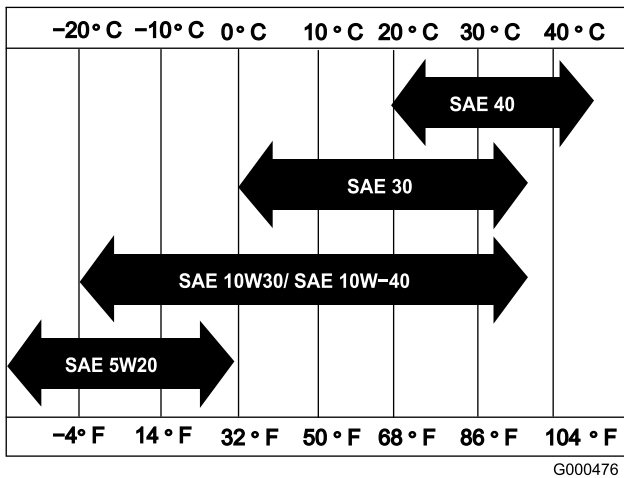 −20° C −10° C 0° C 10° C 20° C 30° C 40° C
SAE 40
SAE 30
SAE 10W30/ SAE 10W−40
SAE 5W20
−4° F 14° F 32° F 50° F 68° F 86° F 104 ° F
G000476